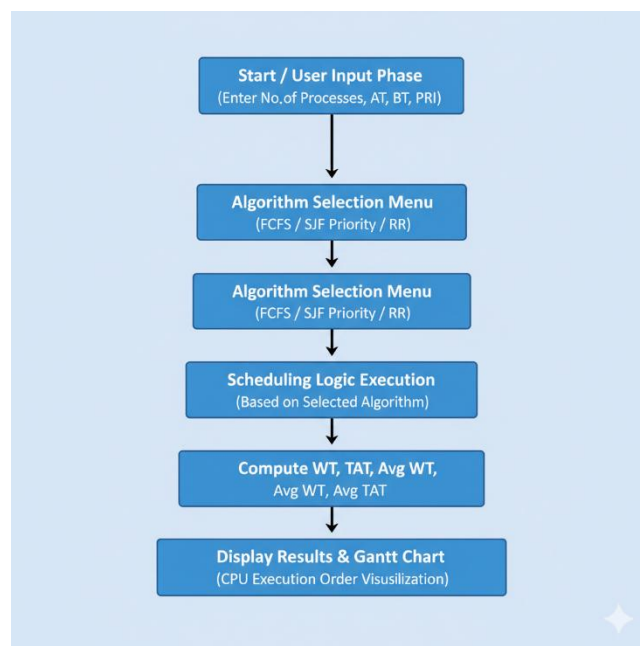 Start / User Input Phase
(Enter No.of Processes, AT, BT, PRI)
Algorithm Selection Menu
(FCFS / SJF Priority / RR)
Algorithm Selection Menu
(FCFS / SJF Priority / RR)
Scheduling Logic Execution
(Based on Selected Algorithm)
Compute WT, TAT, Avg WT,
Avg WT, Avg TAT
Display Results & Gantt Chart
(CPU Execution Order Visusilization)